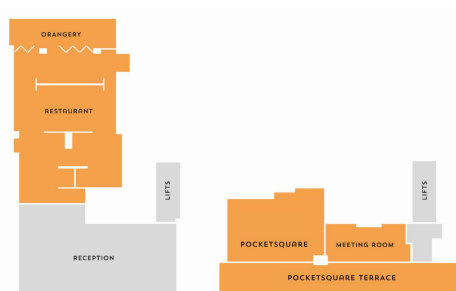 ORANGERY
RESTAURANT
LIFTS
RECEPTION
LIFTS
POCKETSQUARE
MEETING ROOM
POCKETSQUARE TERRACE